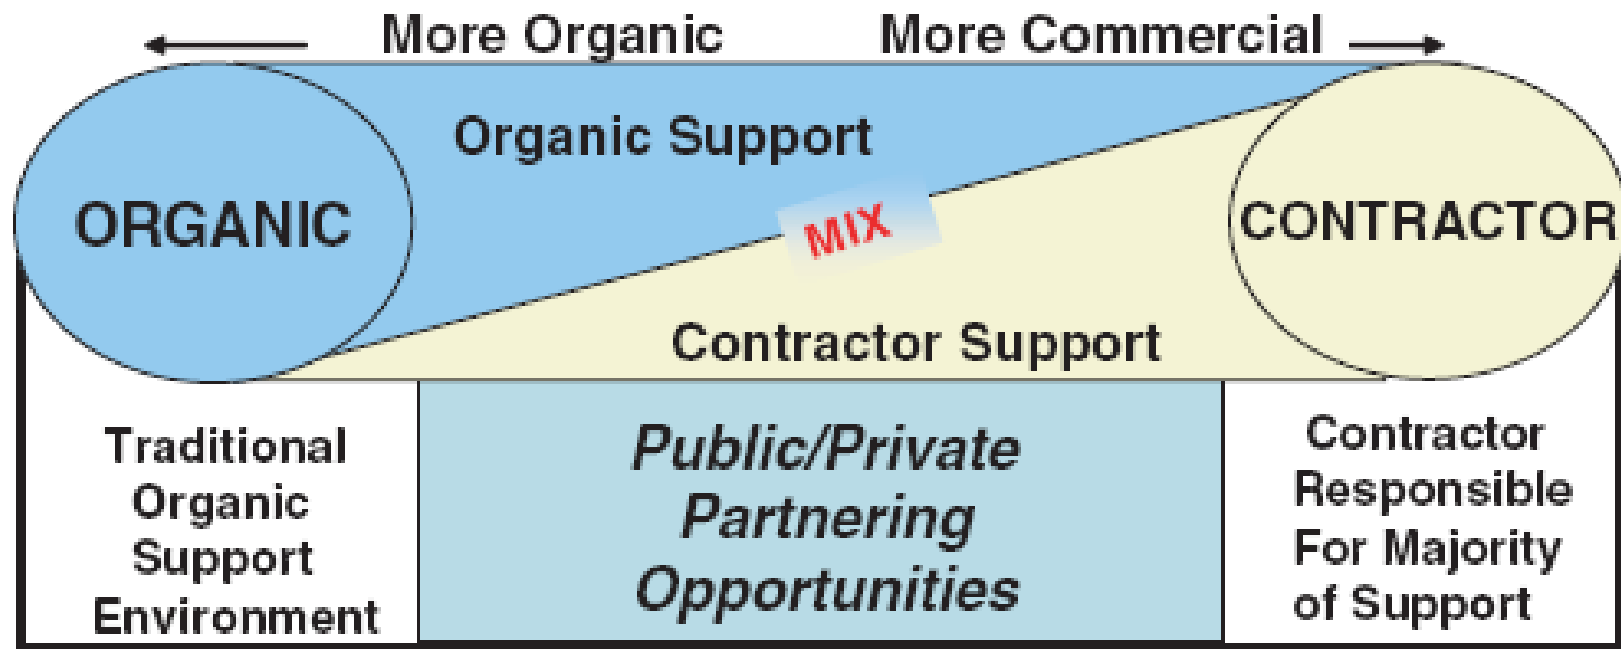 More Organic
More Commercial
Organic Support
ORGANIC
MIX
CONTRACTOR
Contractor Support
Traditional
Organic
Support
Environment
Public/Private
Partnering
Opportunities
Contractor
Responsible
For Majority
of Support